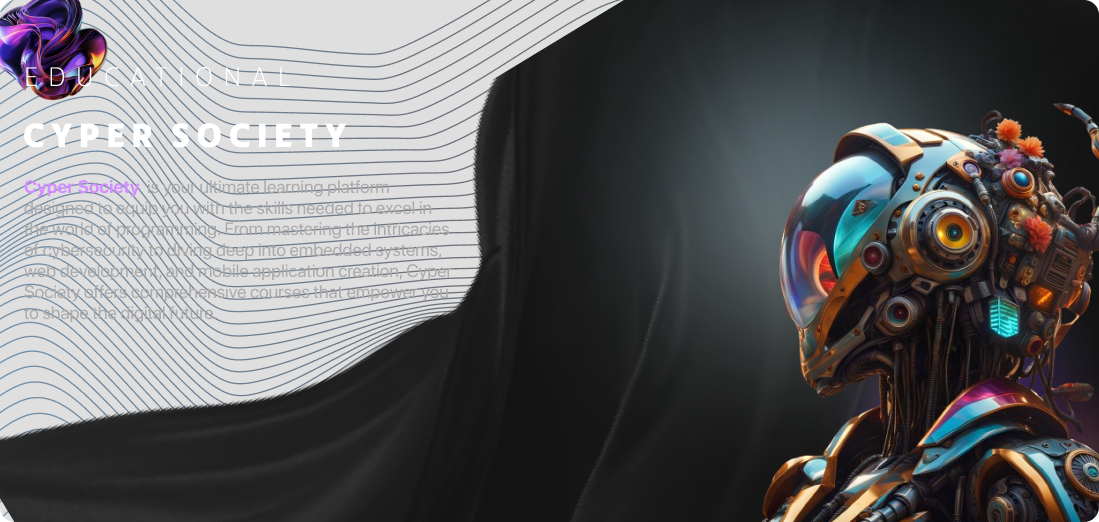 EDUCATIONAL
CYPER SOCIETY
Cyper Society is your ultimate learning platform
designed to equip you with the skills needed to excel in
the world of programming. From mastering the intricacies
of cybersecurity to diving deep into embedded systems,
web development, and mobile application creation, Cyper
Society offers comprehensive courses that empower you
to shape the digital future.